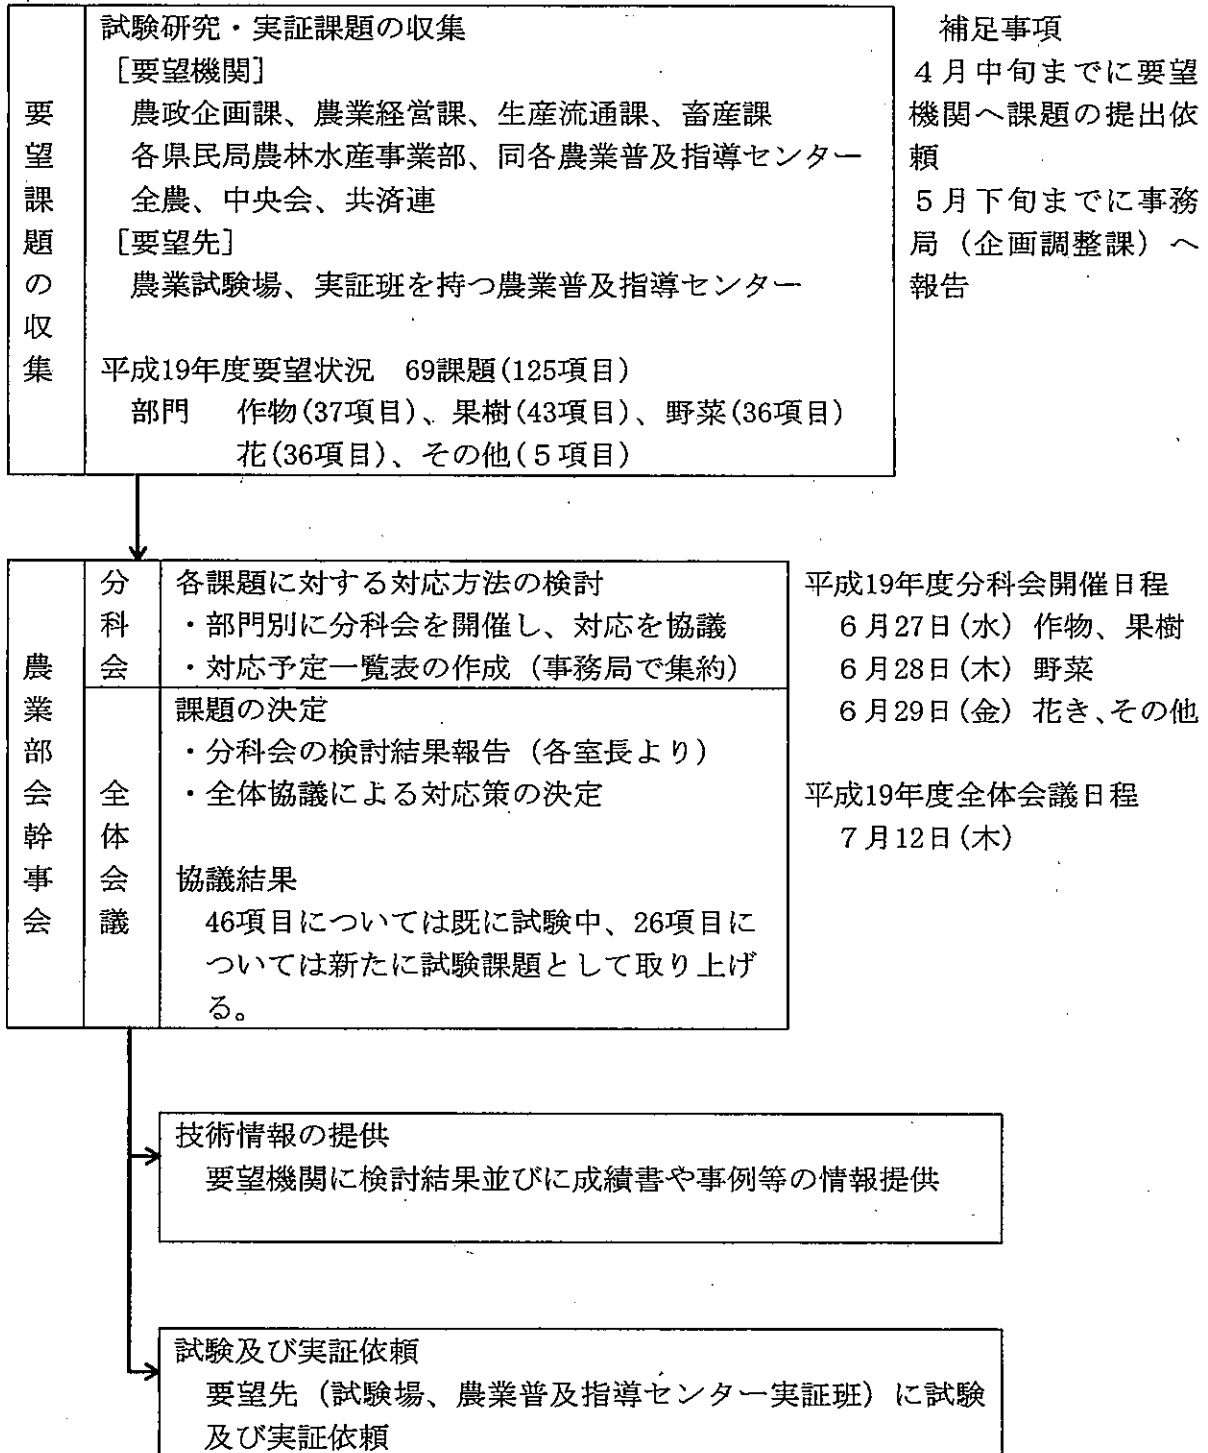 要望課題の収集
試験研究・実証課題の収集
［要望機関］
農政企画課、農業経営課、生産流通課、畜産課
各県民局農林水産事業部、同各農業普及指導センター
全農、中央会、共済連
［要望先］
農業試験場、実証班を持つ農業普及指導センター
平成19年度要望状況　69課題(125項目)
部門　作物(37項目)、果樹(43項目)、野菜(36項目)
花(36項目)、その他(５項目)
補足事項
４月中旬までに要望
機関へ課題の提出依
頼
５月下旬までに事務
局（企画調整課）へ
報告
農業部会幹事会
分科会
各課題に対する対応方法の検討
・部門別に分科会を開催し、対応を協議
・対応予定一覧表の作成（事務局で集約）
全体会議
課題の決定
・分科会の検討結果報告（各室長より）
・全体協議による対応策の決定
協議結果
46項目については既に試験中、26項目に
ついては新たに試験課題として取り上げ
る。
平成19年度分科会開催日程
６月27日(水) 作物、果樹
６月28日(木) 野菜
６月29日(金) 花き、その他
平成19年度全体会議日程
７月12日(木)
技術情報の提供
要望機関に検討結果並びに成績書や事例等の情報提供
試験及び実証依頼
要望先（試験場、農業普及指導センター実証班）に試験
及び実証依頼